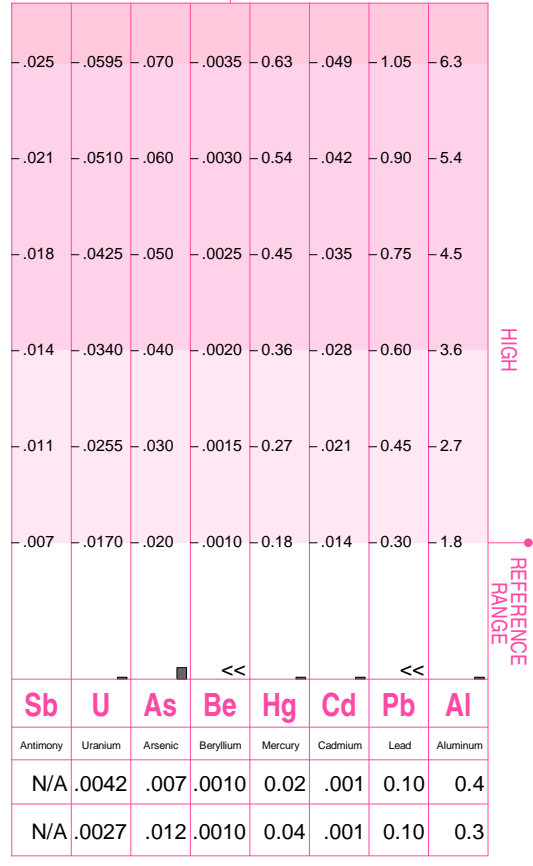 .025 .0595 .070 .0035 0.63 .049 1.05 6.3
.021 .0510 .060 .0030 0.54 .042 0.90 5.4
.018 .0425 .050 .0025 0.45 .035 0.75 4.5
.014 .0340 .040 .0020 0.36 .028 0.60 3.6
HIGH
.011 .0255 .030 .0015 0.27 .021 0.45 2.7
.007 .0170 .020 .0010 0.18 .014 0.30 1.8
REFERENCE
RANGE
<< <<
Sb U As Be Hg Cd Pb Al
Antimony Uranium Arsenic Beryllium Mercury Cadmium Lead Aluminum
N/A .0042 .007 .0010 0.02 .001 0.10 0.4
N/A .0027 .012 .0010 0.04 .001 0.10 0.3